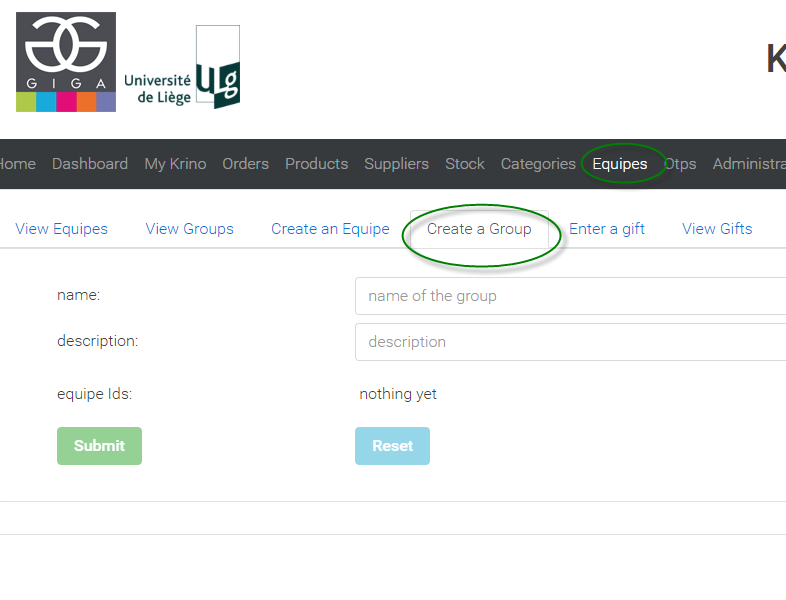 GIGA
Université
de Liège
ulg
K
Home Dashboard My Krino Orders Products Suppliers Stock Categories Equipes Otps Administra
View Equipes View Groups Create an Equipe Create a Group Enter a gift View Gifts
name: name of the group
description: description
equipe Ids: nothing yet
Submit Reset